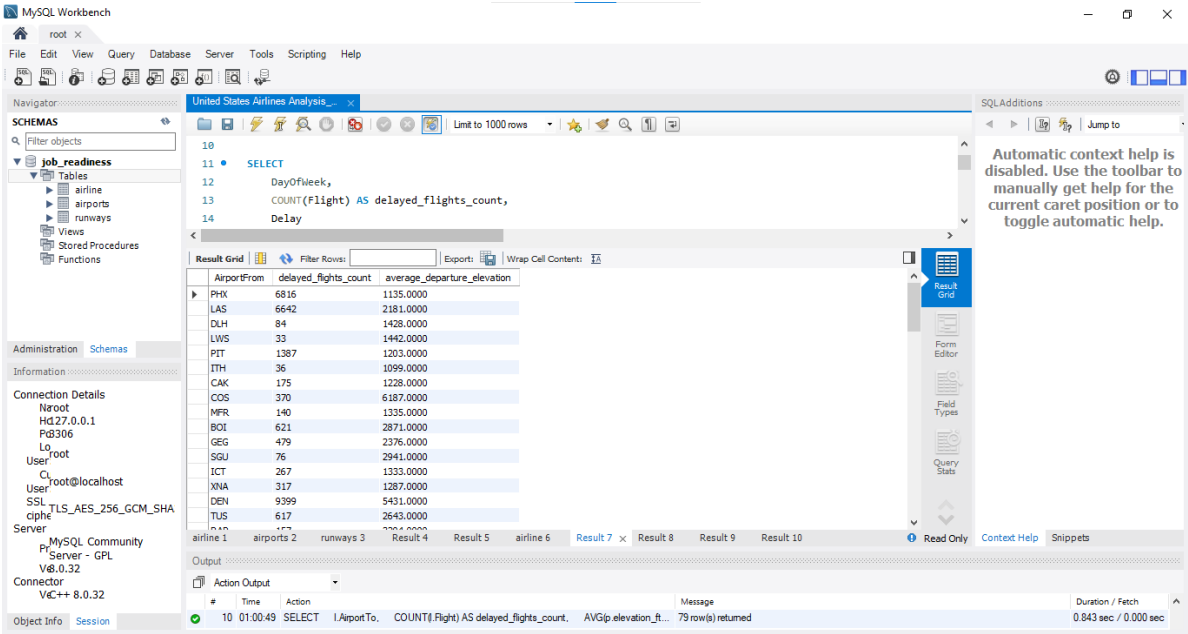 MySQL Workbench
root
File Edit View Query Database Server Tools Scripting Help
Navigator
SCHEMAS
Filter objects
job_readiness
Tables
airline
airports
runways
Views
Stored Procedures
Functions
Administration Schemas
Information
Connection Details
root
127.0.0.1
3306
root
User
root@localhost
User
SSL
TLS_AES_256_GCM_SHA
ciphe
Server
MySQL Community
Server - GPL
8.0.32
Connector
C++ 8.0.32
Object Info Session
United States Airlines Analysis_...
Limit to 1000 rows
10
11 SELECT
12 DayOfWeek,
13 COUNT(Flight) AS delayed_flights_count,
14 Delay
Result Grid Filter Rows: Export: Wrap Cell Content:
AirportFrom delayed_flights_count average_departure_elevation
PHX 6816 1135.0000
LAS 6642 2181.0000
DLH 84 1428.0000
LWS 33 1442.0000
PIT 1387 1203.0000
ITH 36 1099.0000
CAK 175 1228.0000
COS 370 6187.0000
MFR 140 1335.0000
BOI 621 2871.0000
GEG 479 2376.0000
SGU 76 2941.0000
ICT 267 1333.0000
XNA 317 1287.0000
DEN 9399 5431.0000
TUS 617 2643.0000
Result
Grid
Form
Editor
Field
Types
Query
Stats
airline 1 airports 2 runways 3 Result 4 Result 5 airline 6 Result 7 Result 8 Result 9 Result 10
Read Only
Output
Action Output
# Time Action Message Duration / Fetch
10 01:00:49 SELECT l.AirportTo, COUNT(l.Flight) AS delayed_flights_count, AVG(p.elevation_ft... 79 row(s) returned 0.843 sec / 0.000 sec
SQLAdditions
Jump to
Automatic context help is
disabled. Use the toolbar to
manually get help for the
current caret position or to
toggle automatic help.
Context Help Snippets